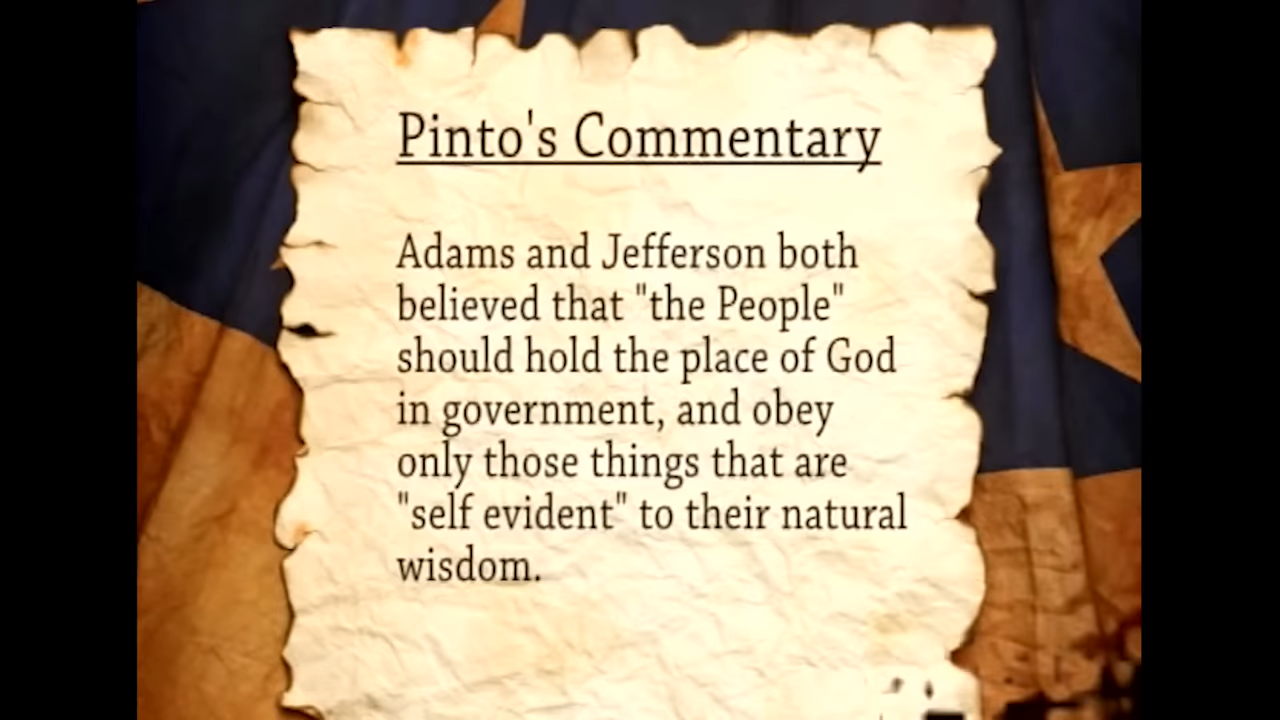 Pinto's Commentary
Adams and Jefferson both
believed that "the People"
should hold the place of God
in government, and obey
only those things that are
"self evident" to their natural
wisdom.